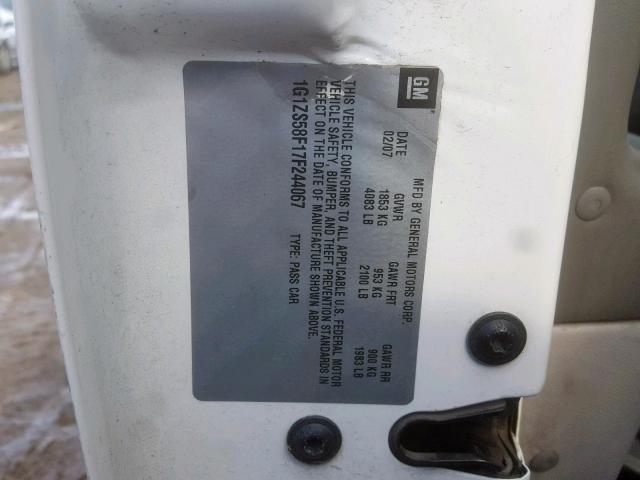 GM
MFD BY GENERAL MOTORS CORP.
DATE GVWR GAWR FRT GAWR RR
02/07 1853 KG 953 KG 900 KG
4083 LB 2100 LB 1983 LB
THIS VEHICLE CONFORMS TO ALL APPLICABLE U.S. FEDERAL MOTOR
VEHICLE SAFETY, BUMPER, AND THEFT PREVENTION STANDARDS IN
EFFECT ON THE DATE OF MANUFACTURE SHOWN ABOVE.
1G1ZS58F17F244067 TYPE: PASS CAR